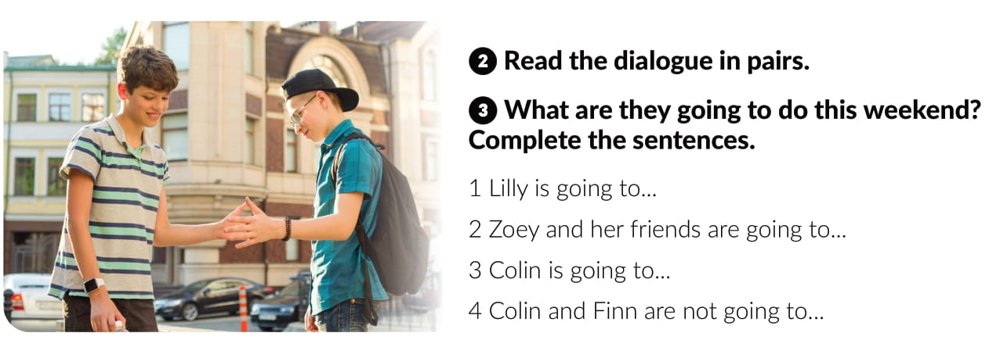 2 Read the dialogue in pairs.
3 What are they going to do this weekend?
Complete the sentences.
1 Lilly is going to...
2 Zoey and her friends are going to...
3 Colin is going to...
4 Colin and Finn are not going to...